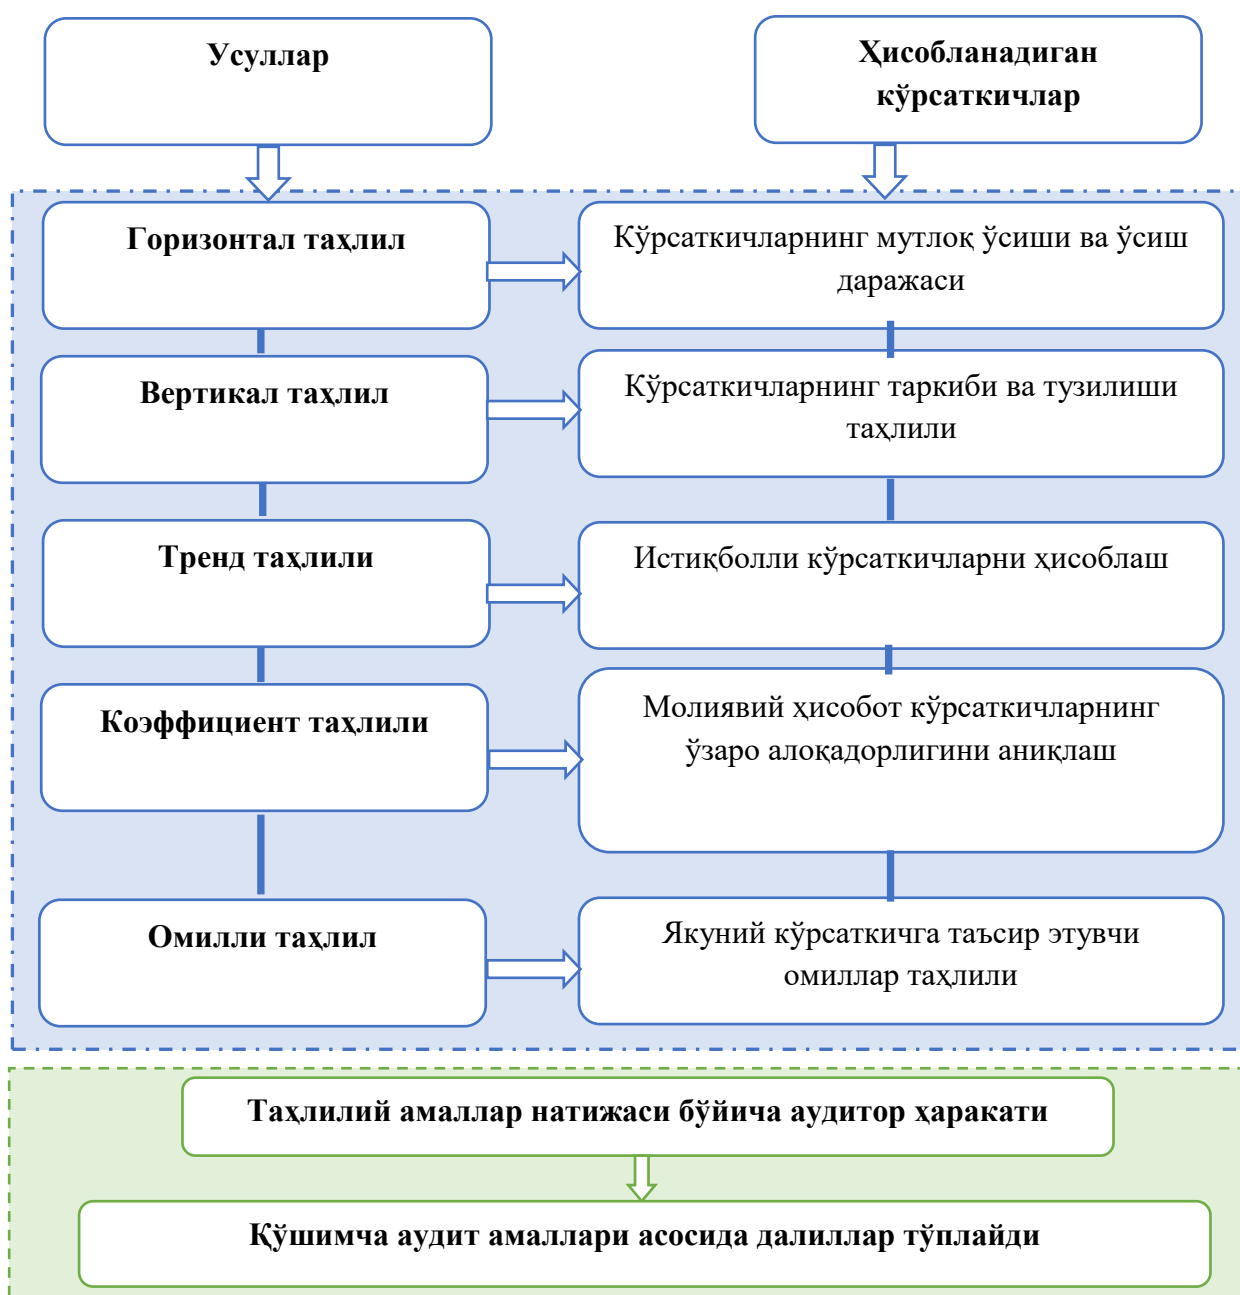 Усуллар
Ҳисобланадиган
кўрсаткичлар
Горизонтал таҳлил
Кўрсаткичларнинг мутлоқ ўсиши ва ўсиш
даражаси
Вертикал таҳлил
Кўрсаткичларнинг таркиби ва тузилиши
таҳлили
Тренд таҳлили
Истиқболли кўрсаткичларни ҳисоблаш
Коэффициент таҳлили
Молиявий ҳисобот кўрсаткичларнинг
ўзаро алоқадорлигини аниқлаш
Омилли таҳлил
Якуний кўрсаткичга таъсир этувчи
омиллар таҳлили
Таҳлилий амаллар натижаси бўйича аудитор ҳаракати
Қўшимча аудит амаллари асосида далиллар тўплайди